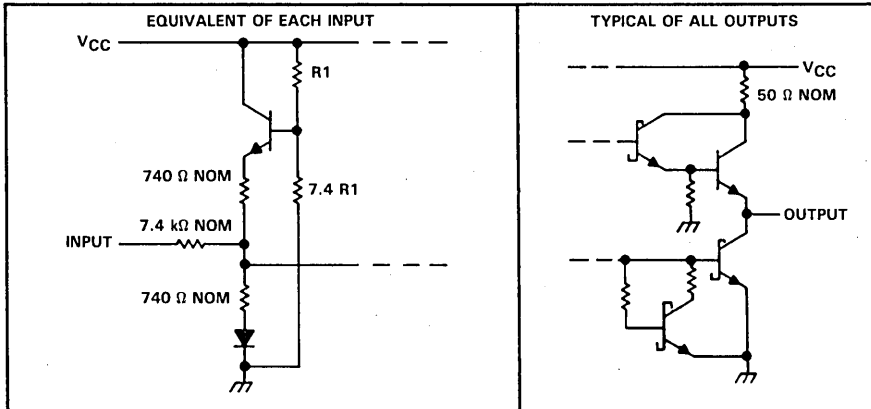 EQUIVALENT OF EACH INPUT
VCC
R1
740 Ω NOM
7.4 R1
7.4 kΩ NOM
INPUT
740 Ω NOM
TYPICAL OF ALL OUTPUTS
VCC
50 Ω NOM
OUTPUT